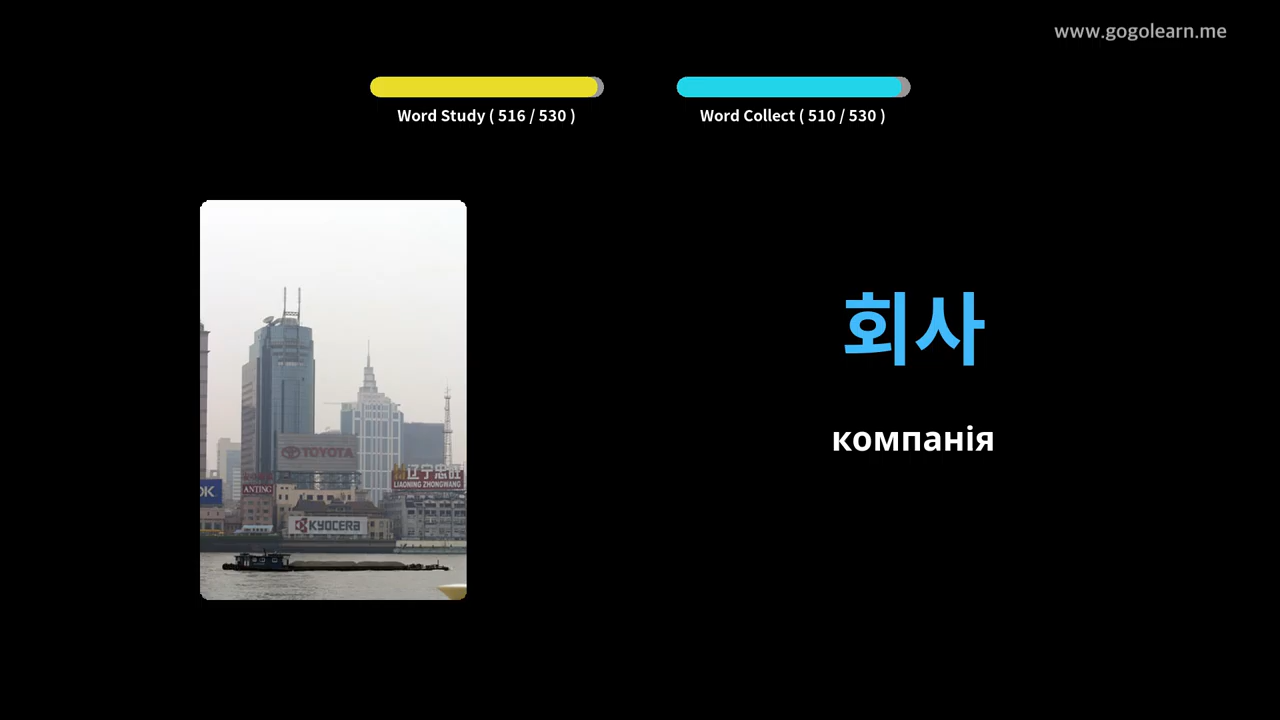 www.gogolearn.me
Word Study ( 516 / 530 )
Word Collect ( 510 / 530 )
회사
компанія
TOYOTA
辽宁忠旺
LIAONING ZHONGWANG
ANTING
KYOCERA